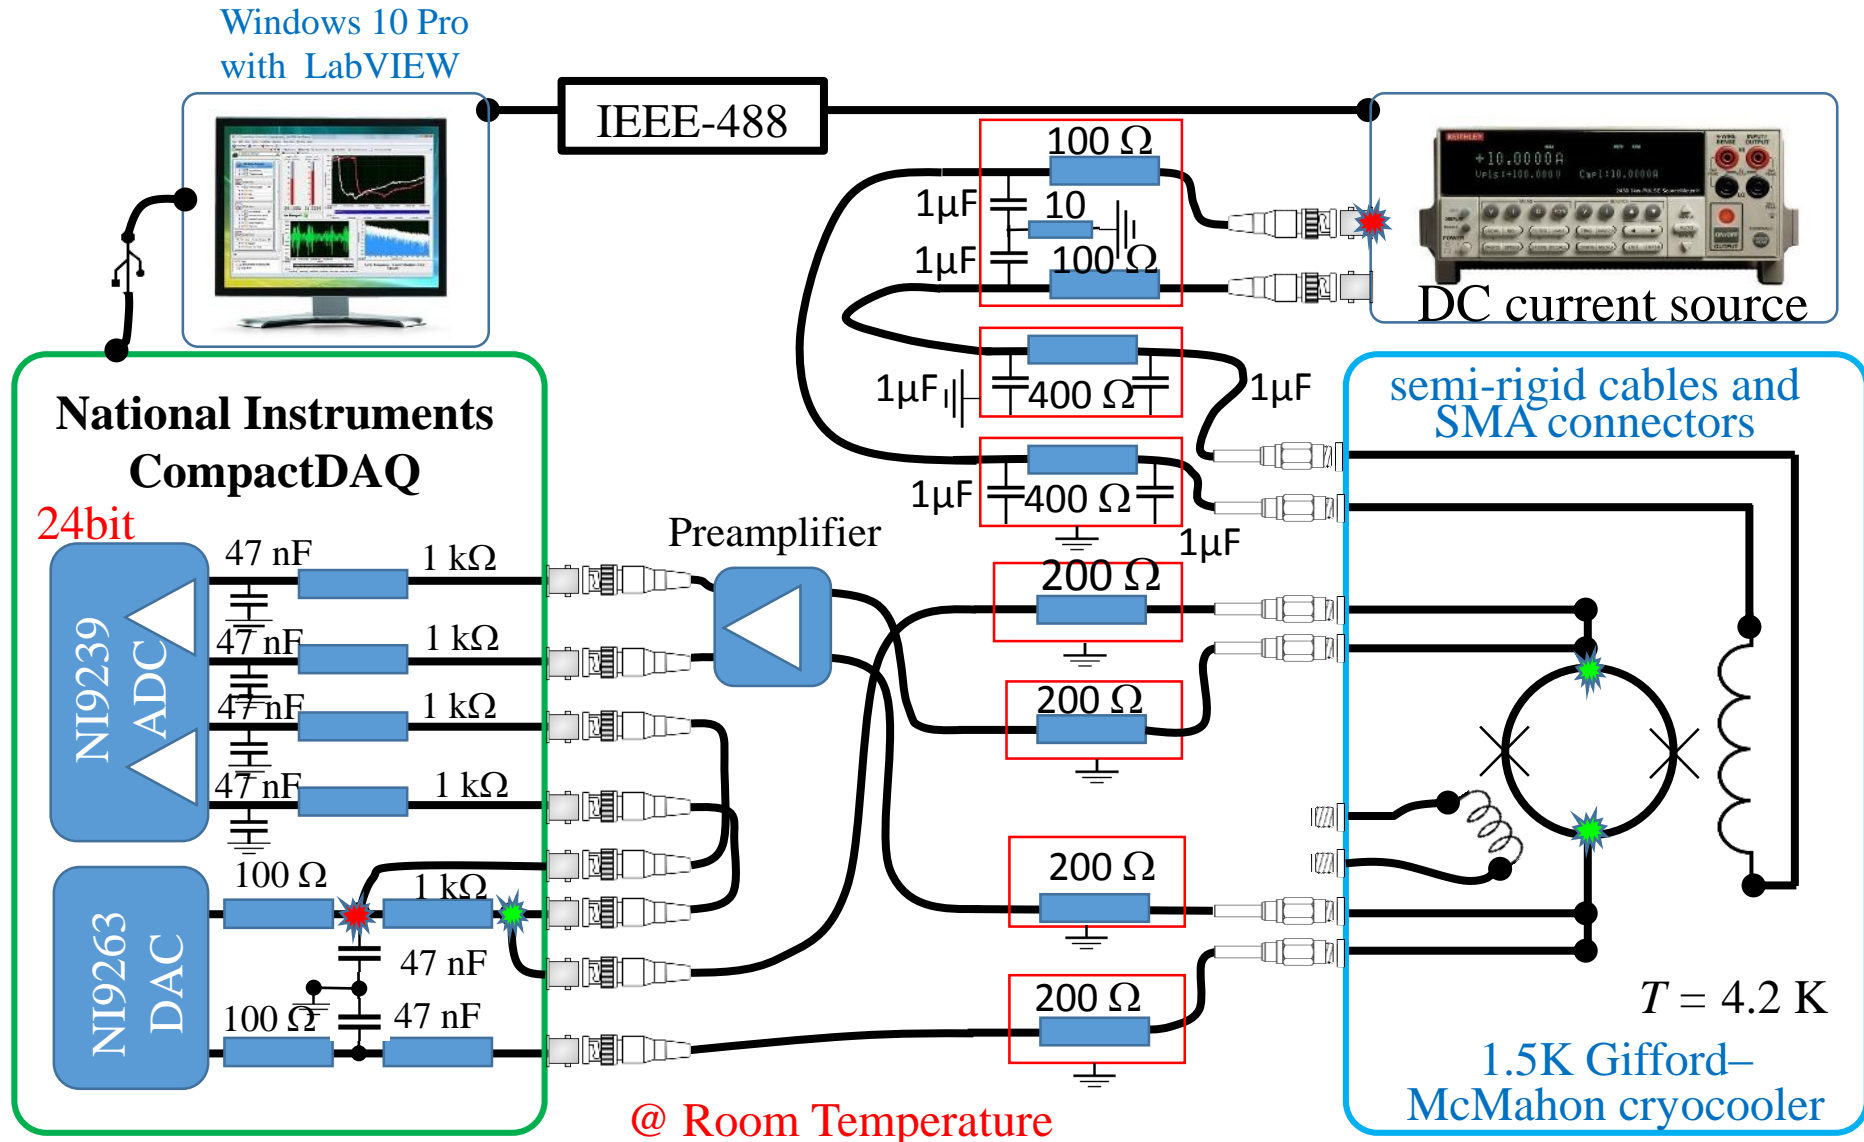 Windows 10 Pro
with LabVIEW
IEEE-488
KEITHLEY
+10.0000A
DC current source
100 Ω
1µF
10
1µF
100 Ω
1µF
400 Ω
1µF
1µF
400 Ω
1µF
semi-rigid cables and
SMA connectors
National Instruments
CompactDAQ
24bit
NI9239
ADC
47 nF
1 kΩ
47 nF
1 kΩ
47 nF
1 kΩ
47 nF
1 kΩ
Preamplifier
200 Ω
200 Ω
200 Ω
200 Ω
NI9263
DAC
100 Ω
1 kΩ
47 nF
100 Ω
47 nF
T = 4.2 K
1.5K Gifford–
McMahon cryocooler
@ Room Temperature